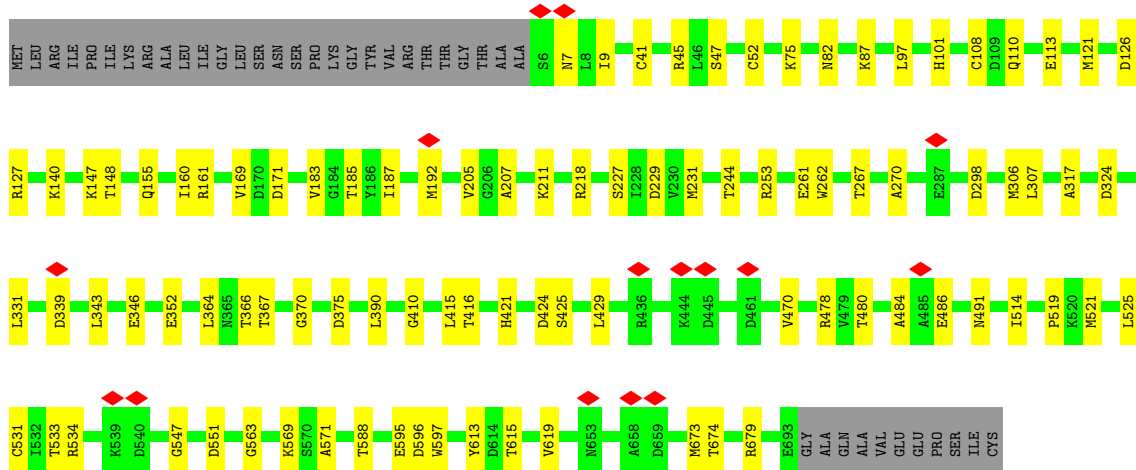 MET LEU ARG ILE PRO ILE ILE LYS ARG ALA LEU ILE GLY LEU SER ASN SER PRO LYS GLY TYR VAL ARG THR THR GLY THR ALA ALA S6 N7 L8 I9 C41 R45 L46 S47 C52 K75 N82 K87 L97 H101 C108 D109 Q110 E113 M121 D126
R127 K140 K147 T148 Q155 I160 R161 V169 D170 D171 V183 G184 T185 Y186 I187 M192 V205 G206 A207 K211 R218 S227 I228 D229 V230 M231 T244 R253 E261 W262 T267 A270 E287 D298 M306 L307 A317 D324
L331 D339 L343 E346 E352 L364 N365 T366 T367 G370 D375 L390 G410 L415 T416 H421 D424 S425 L429 R436 K444 D445 D461 V470 R478 V479 T480 A484 A485 E486 N491 I514 P519 K520 M521 L525
C531 I532 T533 R534 K539 D540 G547 D551 G563 K569 S570 A571 T588 E595 D596 W597 Y613 D614 T615 V619 N653 A658 D659 M673 T674 R679 E693 GLY ALA GLN ALA VAL GLU GLU PRO SER ILE CYS